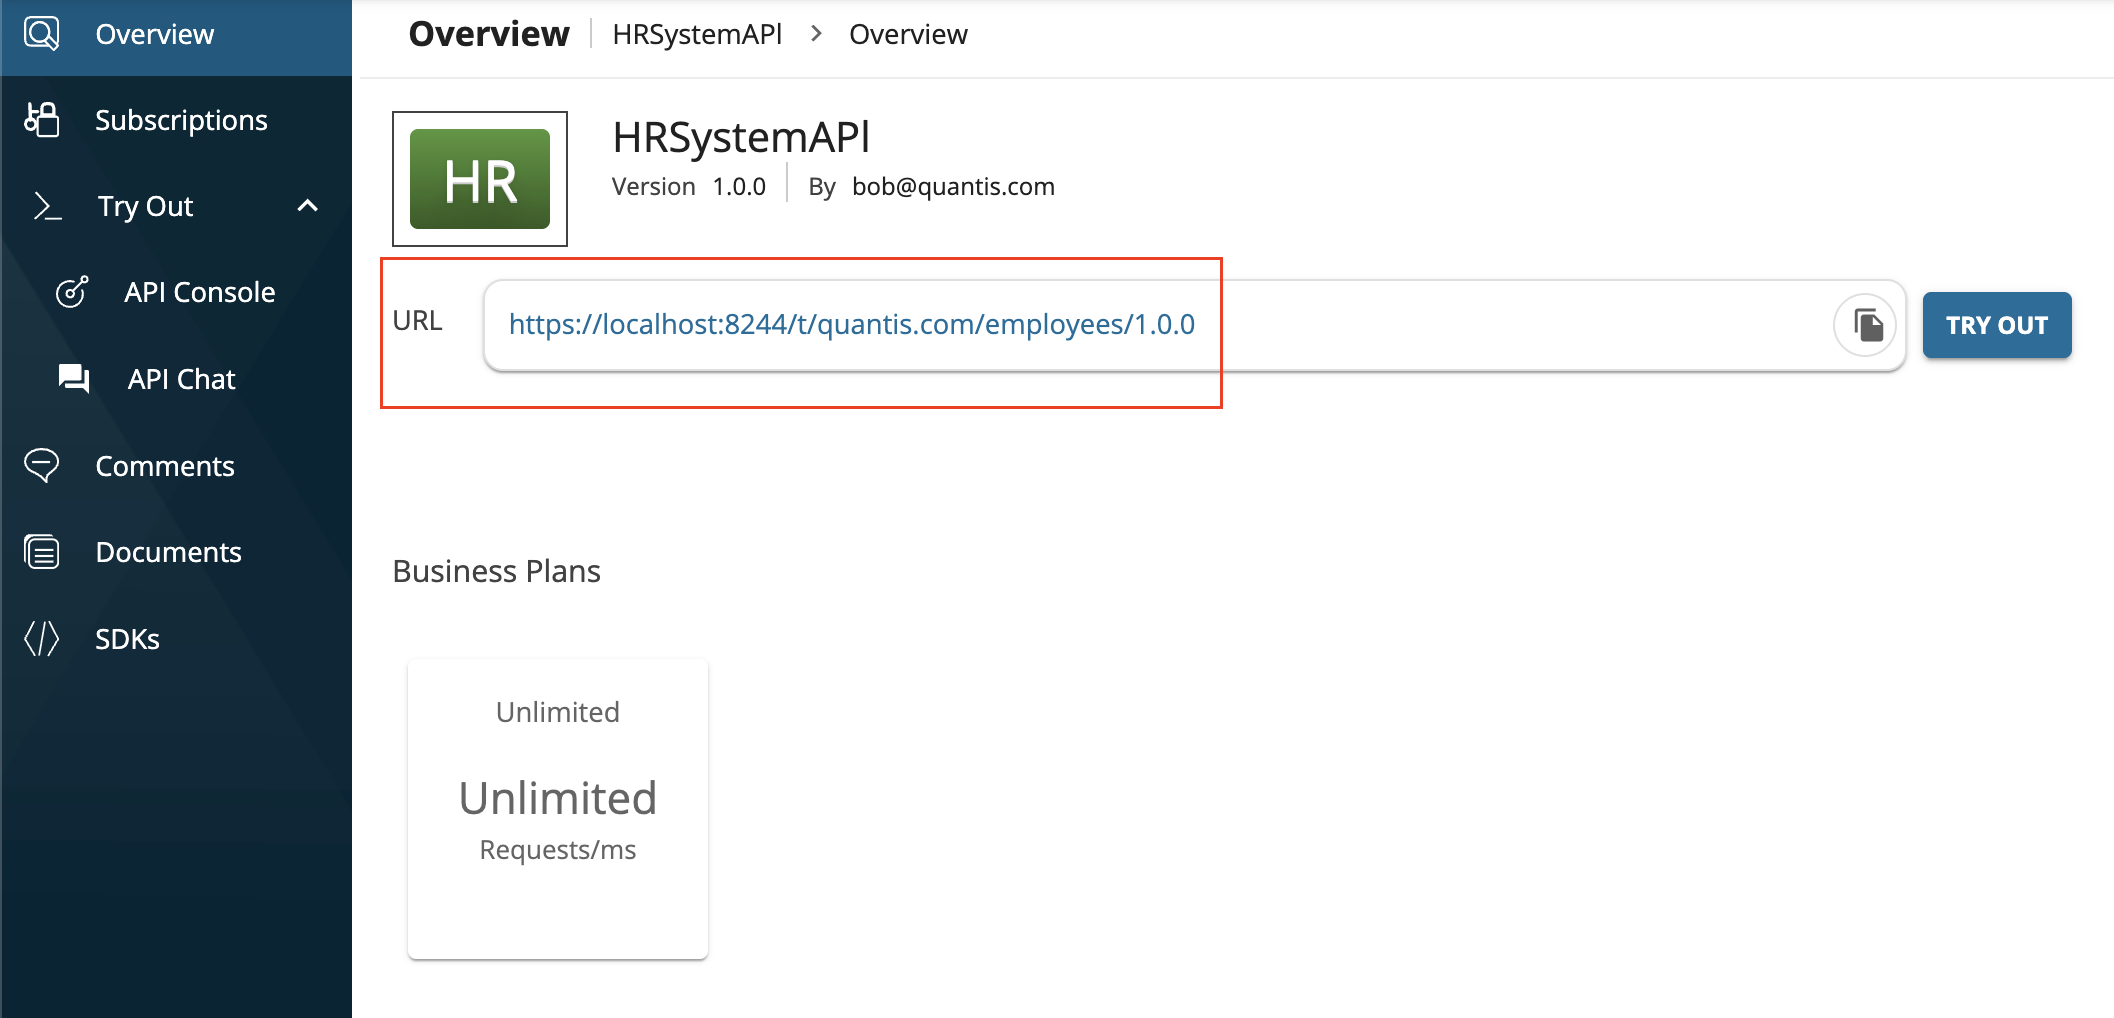 Overview
Subscriptions
Try Out
API Console
API Chat
Comments
Documents
SDKs
Overview HRSystemAPI > Overview
HR
HRSystemAPI
Version 1.0.0 By bob@quantis.com
URL https://localhost:8244/t/quantis.com/employees/1.0.0 TRY OUT
Business Plans
Unlimited
Unlimited
Requests/ms